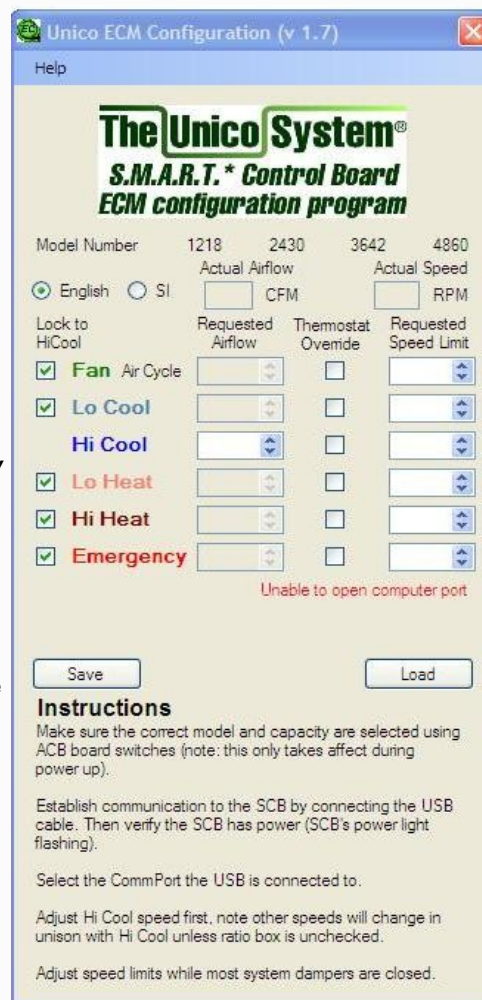 Unico ECM Configuration (v 1.7)
Help
The Unico System®
S.M.A.R.T.* Control Board
ECM configuration program
Model Number 1218 2430 3642 4860
Actual Airflow Actual Speed
English SI CFM RPM
Lock to HiCool Requested Airflow Thermostat Override Requested Speed Limit
Fan Air Cycle
Lo Cool
Hi Cool
Lo Heat
Hi Heat
Emergency
Unable to open computer port
Save Load
Instructions
Make sure the correct model and capacity are selected using
ACB board switches (note: this only takes affect during
power up).
Establish communication to the SCB by connecting the USB
cable. Then verify the SCB has power (SCB's power light
flashing).
Select the CommPort the USB is connected to.
Adjust Hi Cool speed first, note other speeds will change in
unison with Hi Cool unless ratio box is unchecked.
Adjust speed limits while most system dampers are closed.